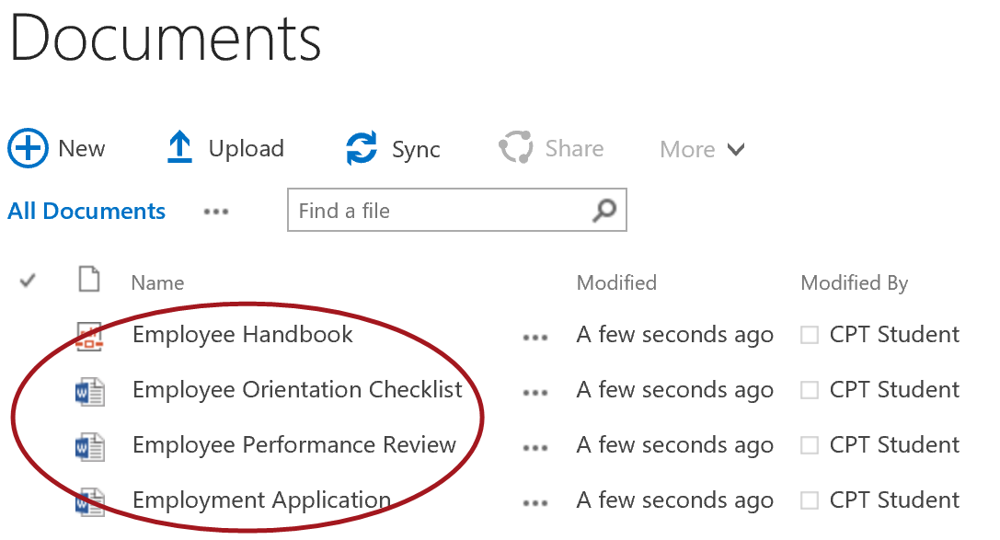 Documents
New Upload Sync Share More
All Documents ••• Find a file
Name Modified Modified By
Employee Handbook ••• A few seconds ago CPT Student
Employee Orientation Checklist ••• A few seconds ago CPT Student
Employee Performance Review ••• A few seconds ago CPT Student
Employment Application ••• A few seconds ago CPT Student